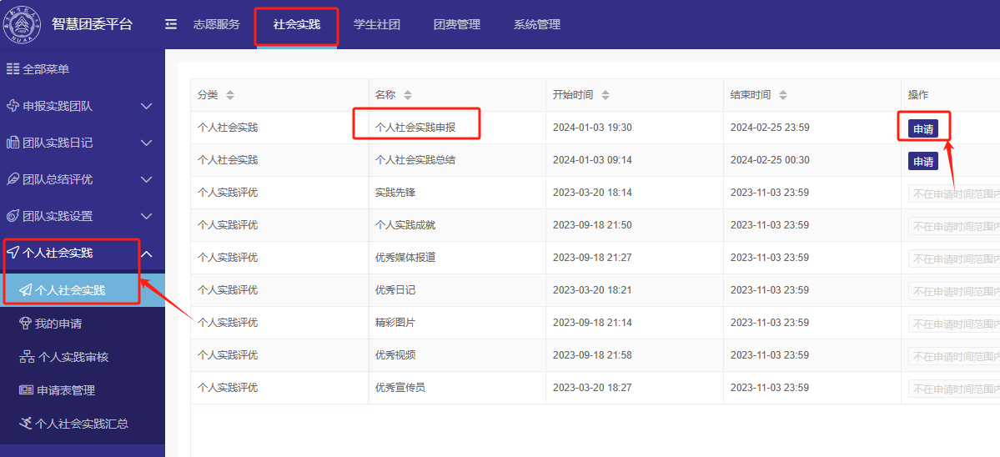 智慧团委平台
志愿服务 社会实践 学生社团 团费管理 系统管理
NUAA
全部菜单
申报实践团队
团队实践日记
团队总结评优
团队实践设置
个人社会实践
个人社会实践
我的申请
个人实践审核
申请表管理
个人社会实践汇总
分类 名称 开始时间 结束时间 操作
个人社会实践 个人社会实践申报 2024-01-03 19:30 2024-02-25 23:59 申请
个人社会实践 个人社会实践总结 2024-01-03 09:14 2024-02-25 00:30 申请
个人实践评优 实践先锋 2023-03-20 18:14 2023-11-03 23:59 不在申请时间范围内
个人实践评优 个人实践成就 2023-09-18 21:50 2023-11-03 23:59 不在申请时间范围内
个人实践评优 优秀媒体报道 2023-09-18 21:27 2023-11-03 23:59 不在申请时间范围内
个人实践评优 优秀日记 2023-03-20 18:21 2023-11-03 23:59 不在申请时间范围内
个人实践评优 精彩图片 2023-09-18 21:14 2023-11-03 23:59 不在申请时间范围内
个人实践评优 优秀视频 2023-09-18 21:58 2023-11-03 23:59 不在申请时间范围内
个人实践评优 优秀宣传员 2023-03-20 18:27 2023-11-03 23:59 不在申请时间范围内